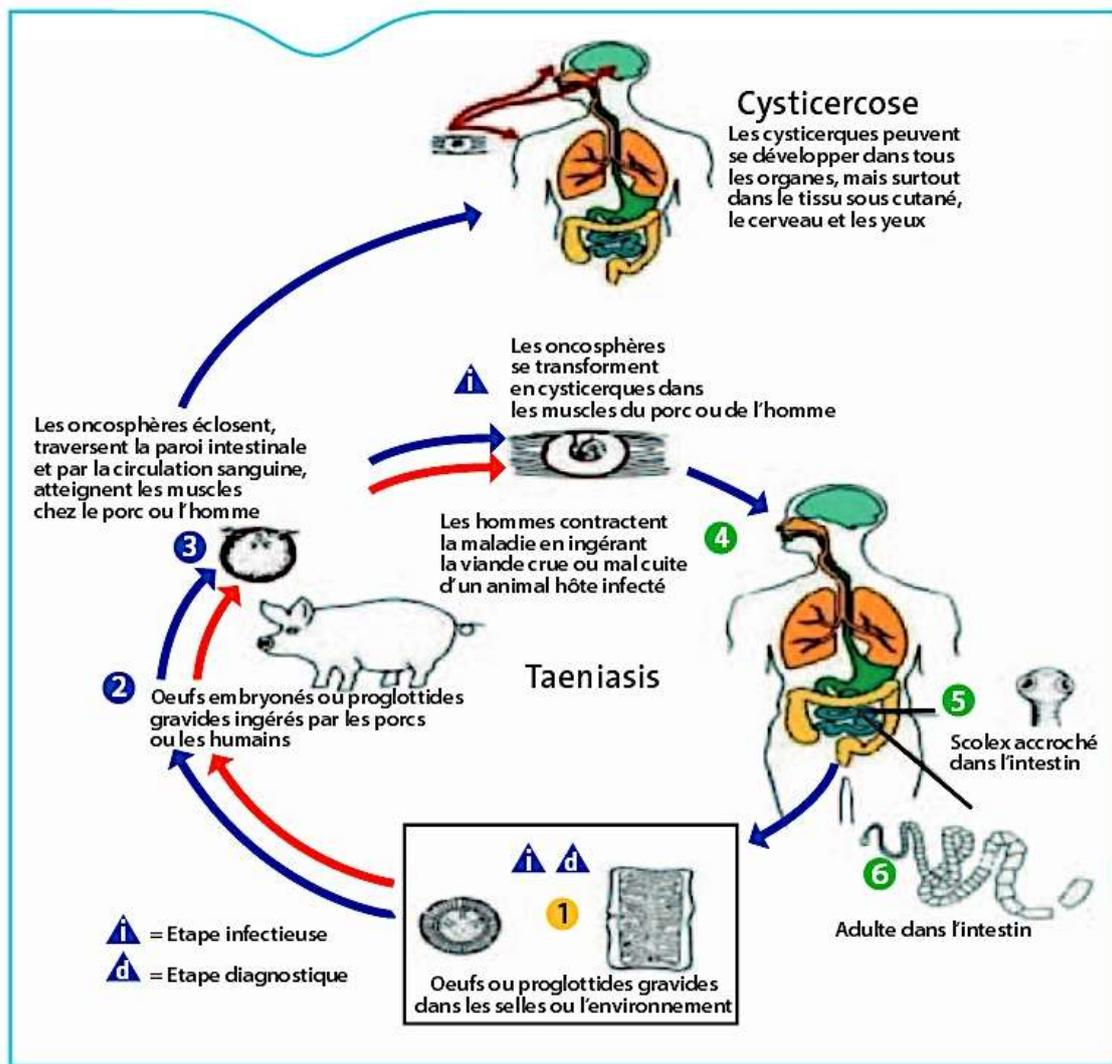 Cysticercose
Les cysticerques peuvent
se développer dans tous
les organes, mais surtout
dans le tissu sous cutané,
le cerveau et les yeux
i
Les oncosphères
se transforment
en cysticerques dans
les muscles du porc ou de l'homme
Les oncosphères éclosent,
traversent la paroi intestinale
et par la circulation sanguine,
atteignent les muscles
chez le porc ou l'homme
3
Les hommes contractent
la maladie en ingérant
la viande crue ou mal cuite
d'un animal hôte infecté
4
Taeniasis
2
Oeufs embryonés ou proglottides
gravides ingérés par les porcs
ou les humains
5
Scolex accroché
dans l'intestin
6
Adulte dans l'intestin
i d
1
Oeufs ou proglottides gravides
dans les selles ou l'environnement
i = Etape infectieuse
d = Etape diagnostique